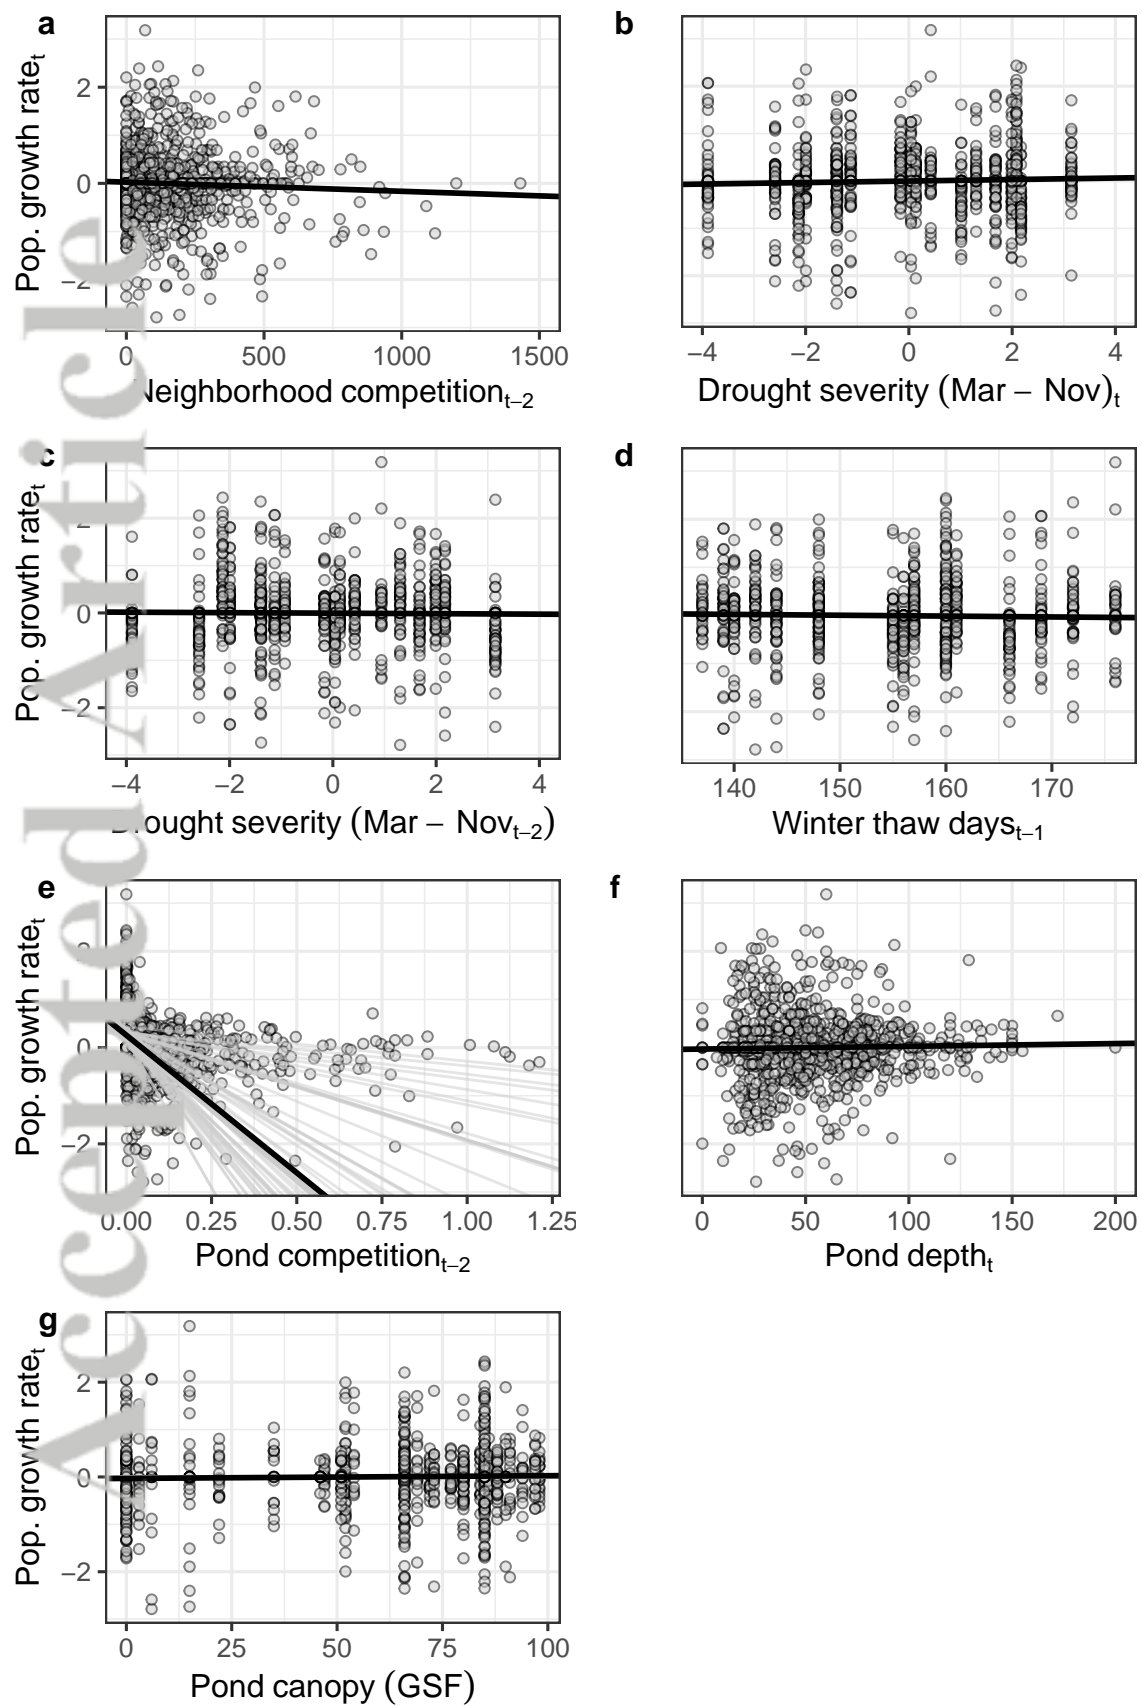 a
Pop. growth rate_t
2
0
−2
0
500
1000
1500
Neighborhood competition_t−2
b
−4
−2
0
2
4
Drought severity (Mar − Nov)_t
c
Pop. growth rate_t
2
0
−2
−4
−2
0
2
4
Drought severity (Mar − Nov_t−2)
d
140
150
160
170
Winter thaw days_t−1
e
Pop. growth rate_t
2
0
−2
0.00
0.25
0.50
0.75
1.00
1.25
Pond competition_t−2
f
0
50
100
150
200
Pond depth_t
g
Pop. growth rate_t
2
0
−2
0
25
50
75
100
Pond canopy (GSF)
Accepted Article